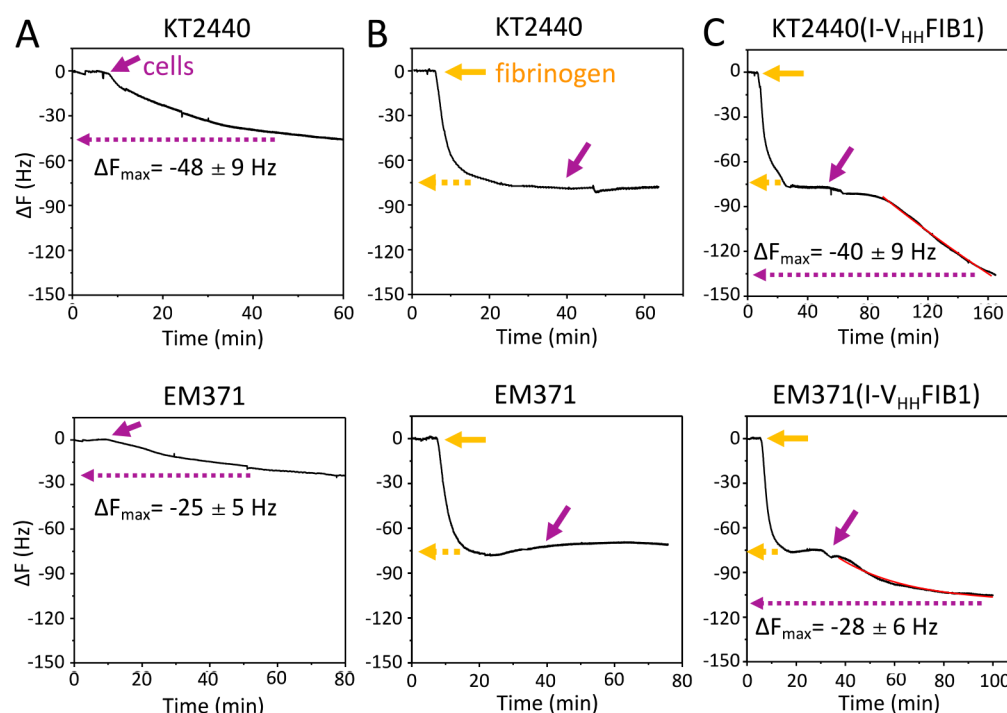 A
KT2440
B
KT2440
C
KT2440(I-VHHFIB1)
cells
fibrinogen
ΔF (Hz)
0
-30
-60
-90
-120
-150
ΔFmax= -48 ± 9 Hz
0
20
40
60
Time (min)
0
-30
-60
-90
-120
-150
0
20
40
60
Time (min)
0
-30
-60
-90
-120
-150
ΔFmax= -40 ± 9 Hz
0
40
80
120
160
Time (min)
EM371
EM371
EM371(I-VHHFIB1)
ΔF (Hz)
0
-30
-60
-90
-120
-150
ΔFmax= -25 ± 5 Hz
0
20
40
60
80
Time (min)
0
-30
-60
-90
-120
-150
0
20
40
60
80
Time (min)
0
-30
-60
-90
-120
-150
ΔFmax= -28 ± 6 Hz
0
20
40
60
80
100
Time (min)